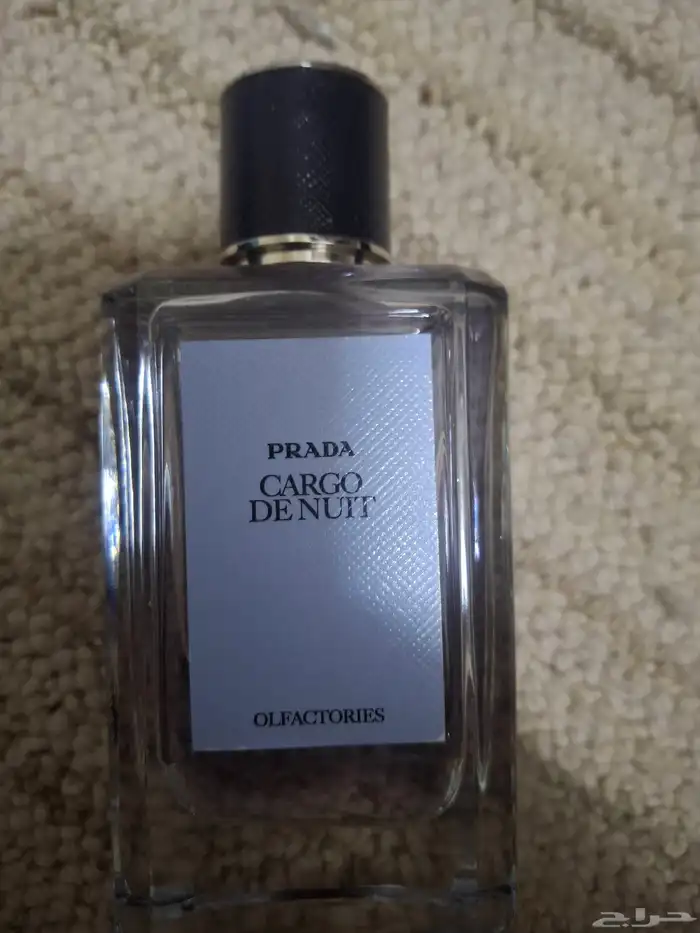 PRADA
CARGO
DE NUIT
OLFACTORIES
حراج